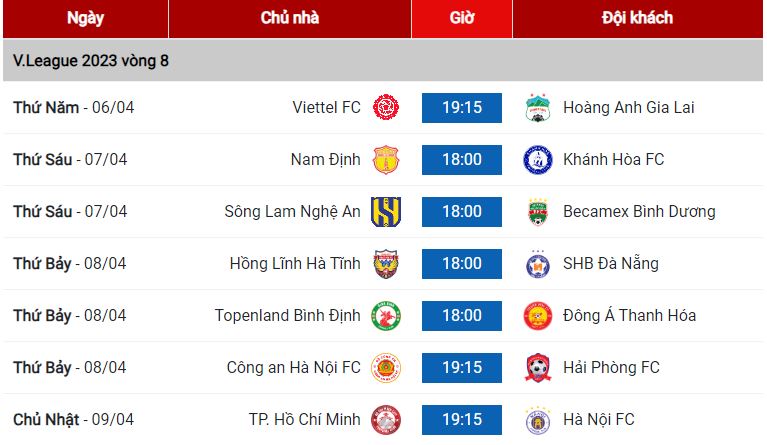 Ngày Chủ nhà Giờ Đội khách
V.League 2023 vòng 8
Thứ Năm - 06/04 Viettel FC 19:15 Hoàng Anh Gia Lai
Thứ Sáu - 07/04 Nam Định 18:00 Khánh Hòa FC
Thứ Sáu - 07/04 Sông Lam Nghệ An 18:00 Becamex Bình Dương
Thứ Bảy - 08/04 Hồng Lĩnh Hà Tĩnh 18:00 SHB Đà Nẵng
Thứ Bảy - 08/04 Topenland Bình Định 18:00 Đông Á Thanh Hóa
Thứ Bảy - 08/04 Công an Hà Nội FC 19:15 Hải Phòng FC
Chủ Nhật - 09/04 TP. Hồ Chí Minh 19:15 Hà Nội FC